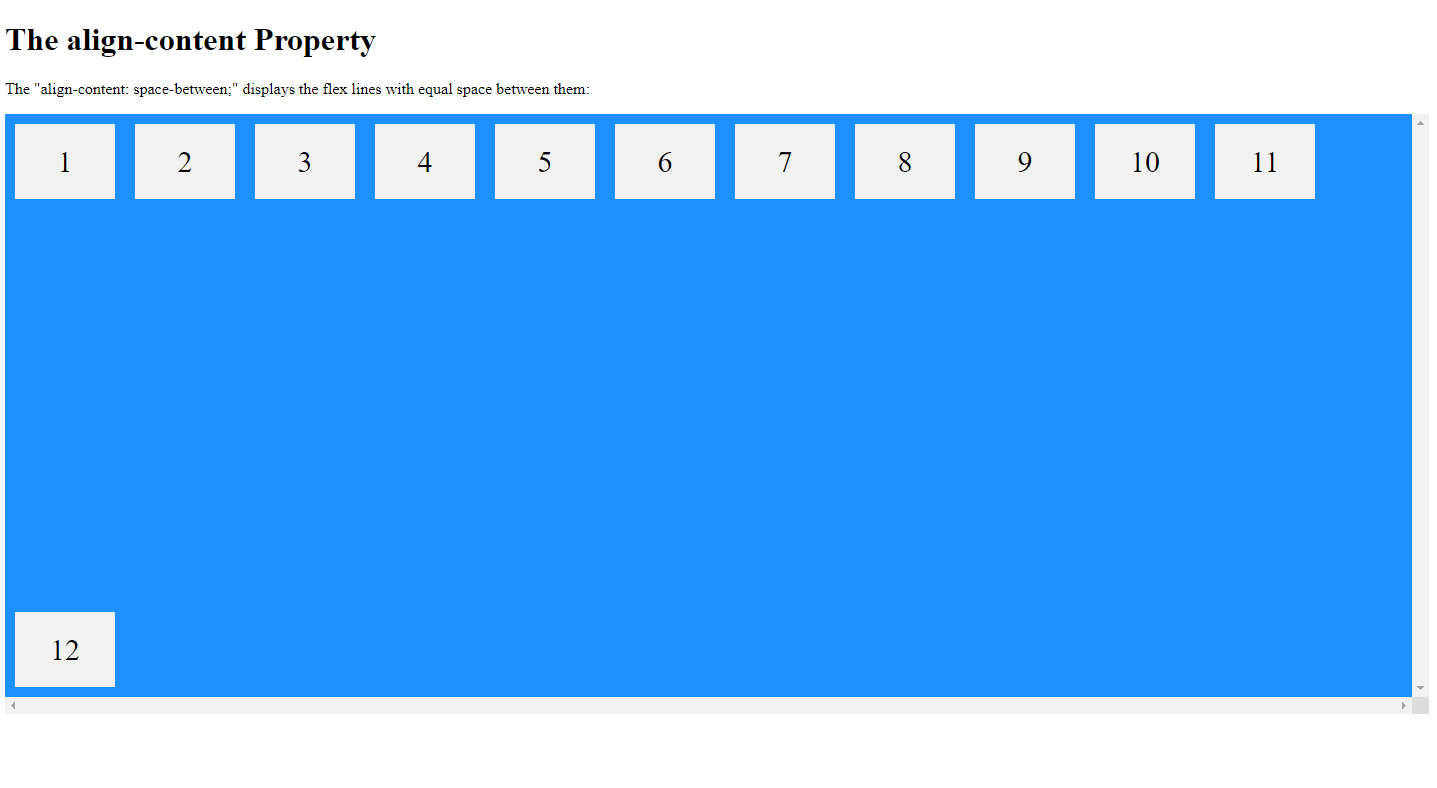 The align-content Property
The "align-content: space-between;" displays the flex lines with equal space between them:
1 2 3 4 5 6 7 8 9 10 11
12